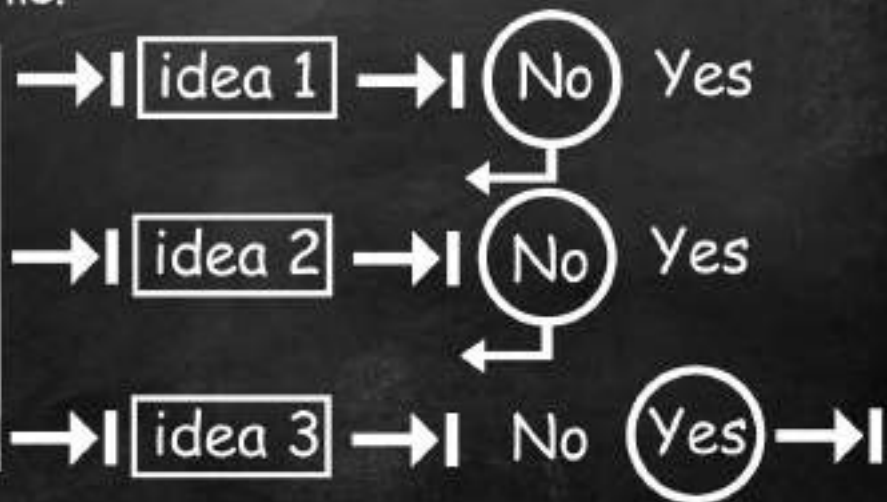 idea 1 No Yes
idea 2 No Yes
idea 3 No Yes